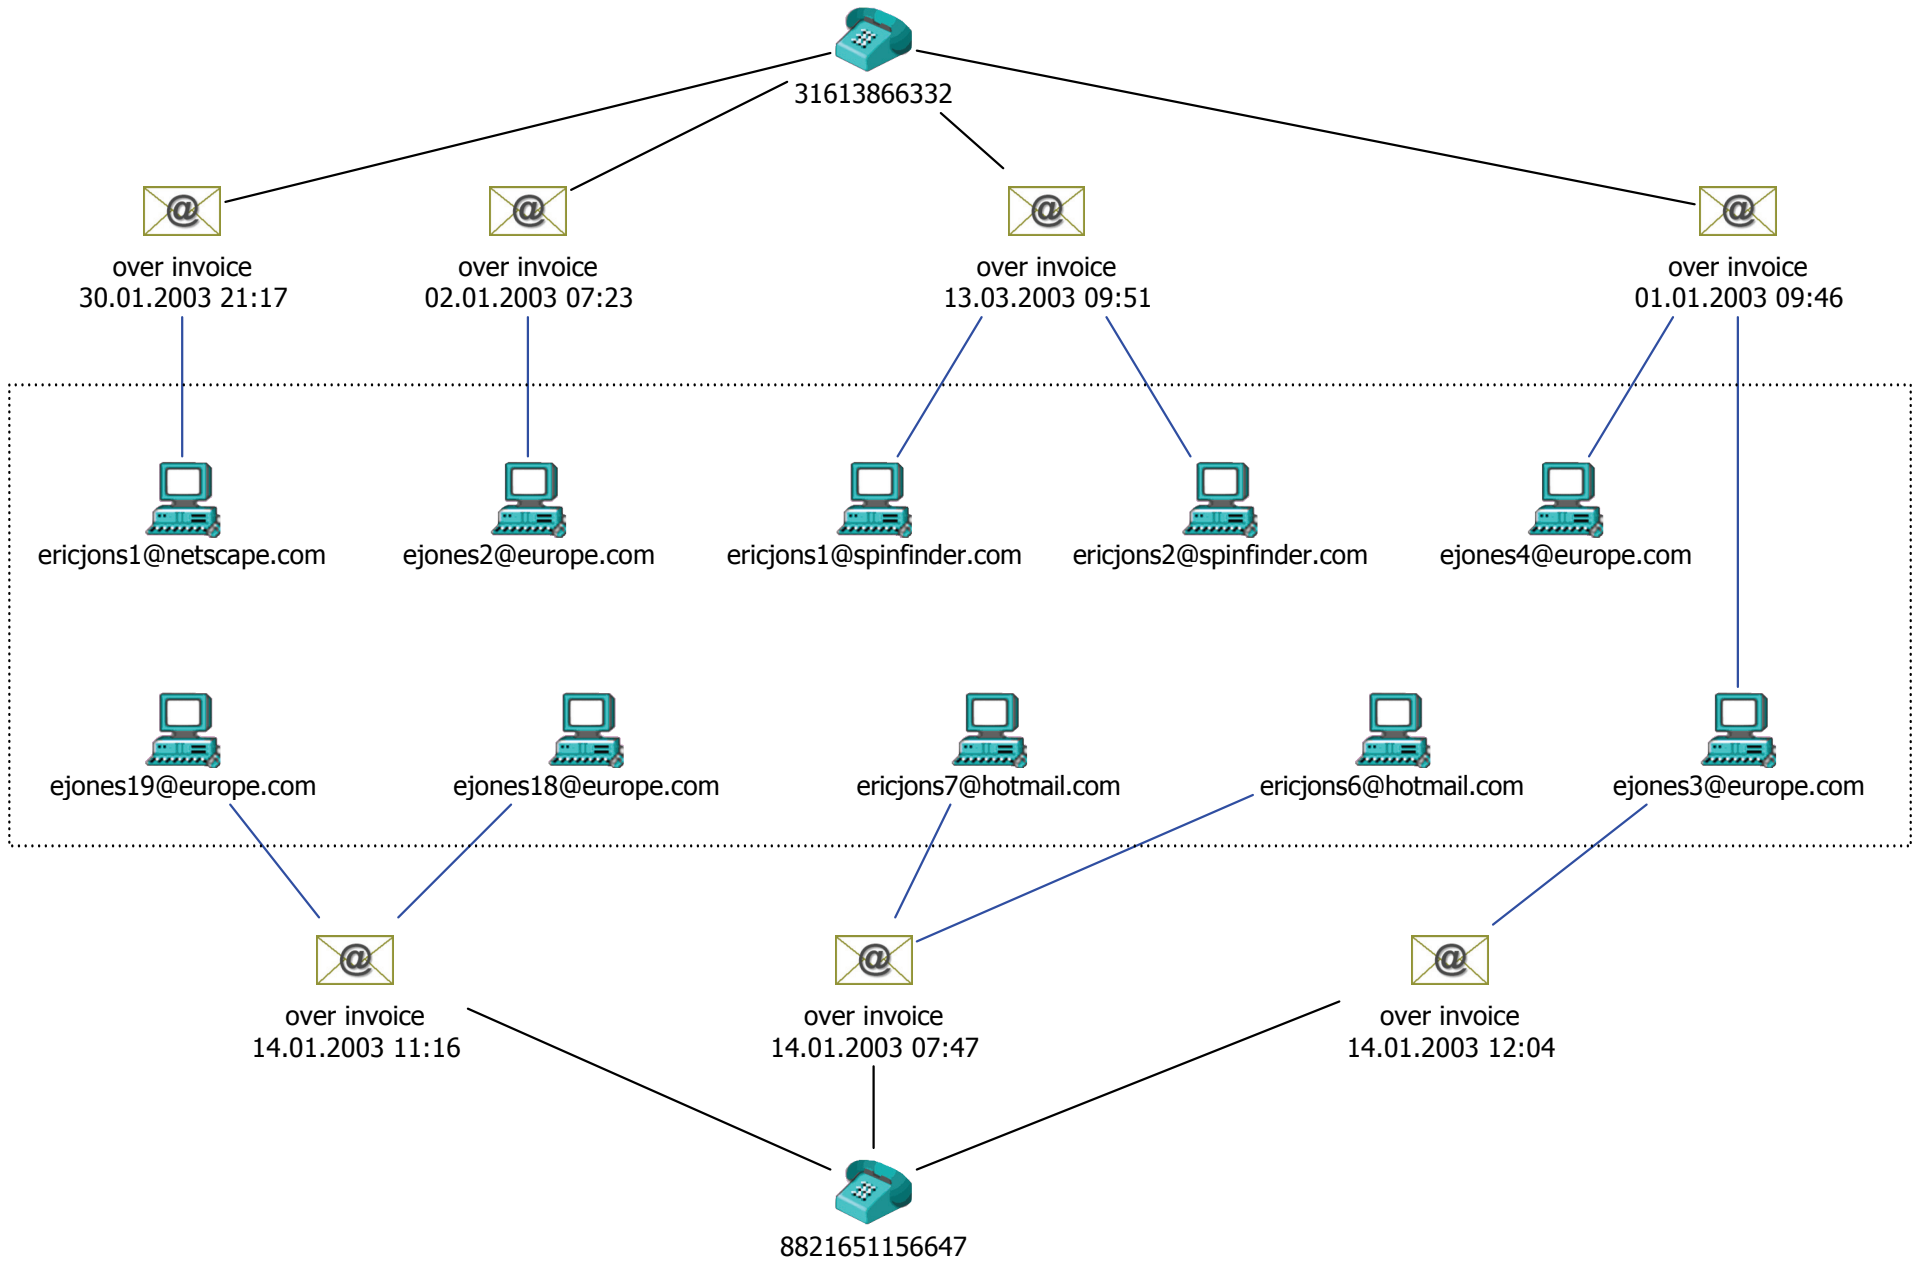 31613866332
@
@
@
@
over invoice
30.01.2003 21:17
over invoice
02.01.2003 07:23
over invoice
13.03.2003 09:51
over invoice
01.01.2003 09:46
ericjons1@netscape.com
ejones2@europe.com
ericjons1@spinfinder.com
ericjons2@spinfinder.com
ejones4@europe.com
ejones19@europe.com
ejones18@europe.com
ericjons7@hotmail.com
ericjons6@hotmail.com
ejones3@europe.com
@
@
@
over invoice
14.01.2003 11:16
over invoice
14.01.2003 07:47
over invoice
14.01.2003 12:04
8821651156647